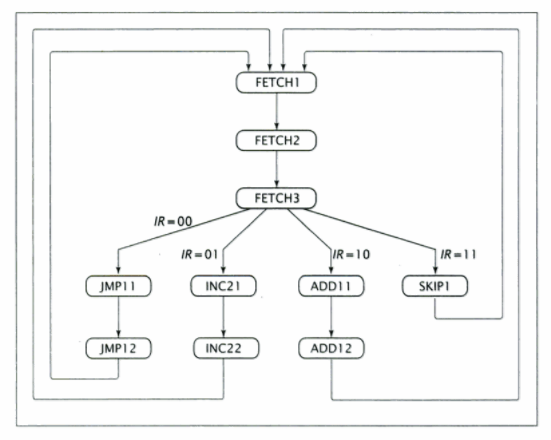 FETCH1
FETCH2
FETCH3
IR=00
IR=01
IR=10
IR=11
JMP11
INC21
ADD11
SKIP1
JMP12
INC22
ADD12